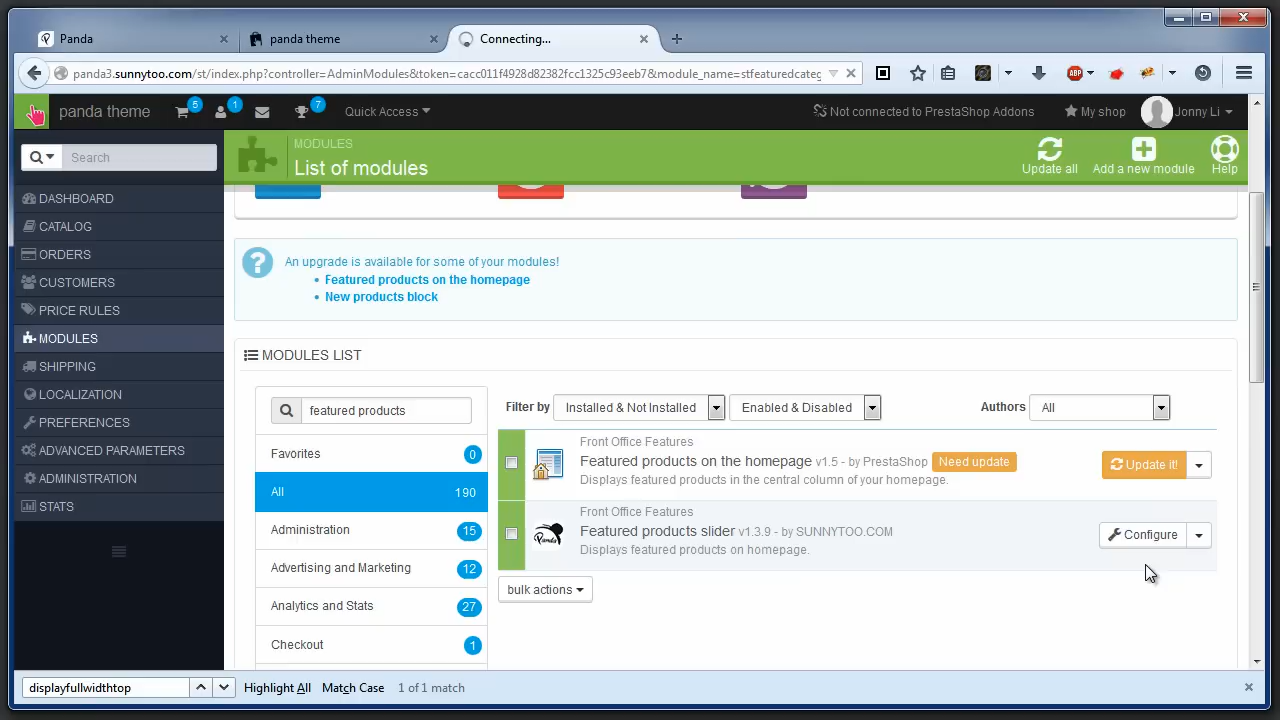 Panda
panda theme
Connecting...
panda3.sunnytoo.com/st/index.php?controller=AdminModules&token=cacc011f4928d82382fcc1325c93eeb7&module_name=stfeaturedcateg
ABP
panda theme
5
1
7
Quick Access
Not connected to PrestaShop Addons
My shop
Jonny Li
Search
MODULES
List of modules
Update all
Add a new module
Help
DASHBOARD
CATALOG
ORDERS
CUSTOMERS
PRICE RULES
MODULES
SHIPPING
LOCALIZATION
PREFERENCES
ADVANCED PARAMETERS
ADMINISTRATION
STATS
An upgrade is available for some of your modules!
• Featured products on the homepage
• New products block
MODULES LIST
featured products
Favorites 0
All 190
Administration 15
Advertising and Marketing 12
Analytics and Stats 27
Checkout 1
Filter by Installed & Not Installed Enabled & Disabled Authors All
Front Office Features
Featured products on the homepage v1.5 - by PrestaShop Need update
Displays featured products in the central column of your homepage.
Update it!
Front Office Features
Featured products slider v1.3.9 - by SUNNYTOO.COM
Displays featured products on homepage.
Panda
Configure
bulk actions
displayfullwidthtop Highlight All Match Case 1 of 1 match